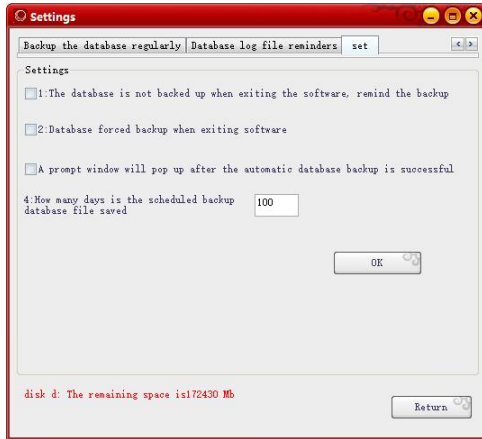 Settings
Backup the database regularly Database log file reminders set
Settings
1:The database is not backed up when exiting the software, remind the backup
2:Database forced backup when exiting software
A prompt window will pop up after the automatic database backup is successful
4:How many days is the scheduled backup
database file saved
100
OK
disk d: The remaining space is172430 Mb
Return